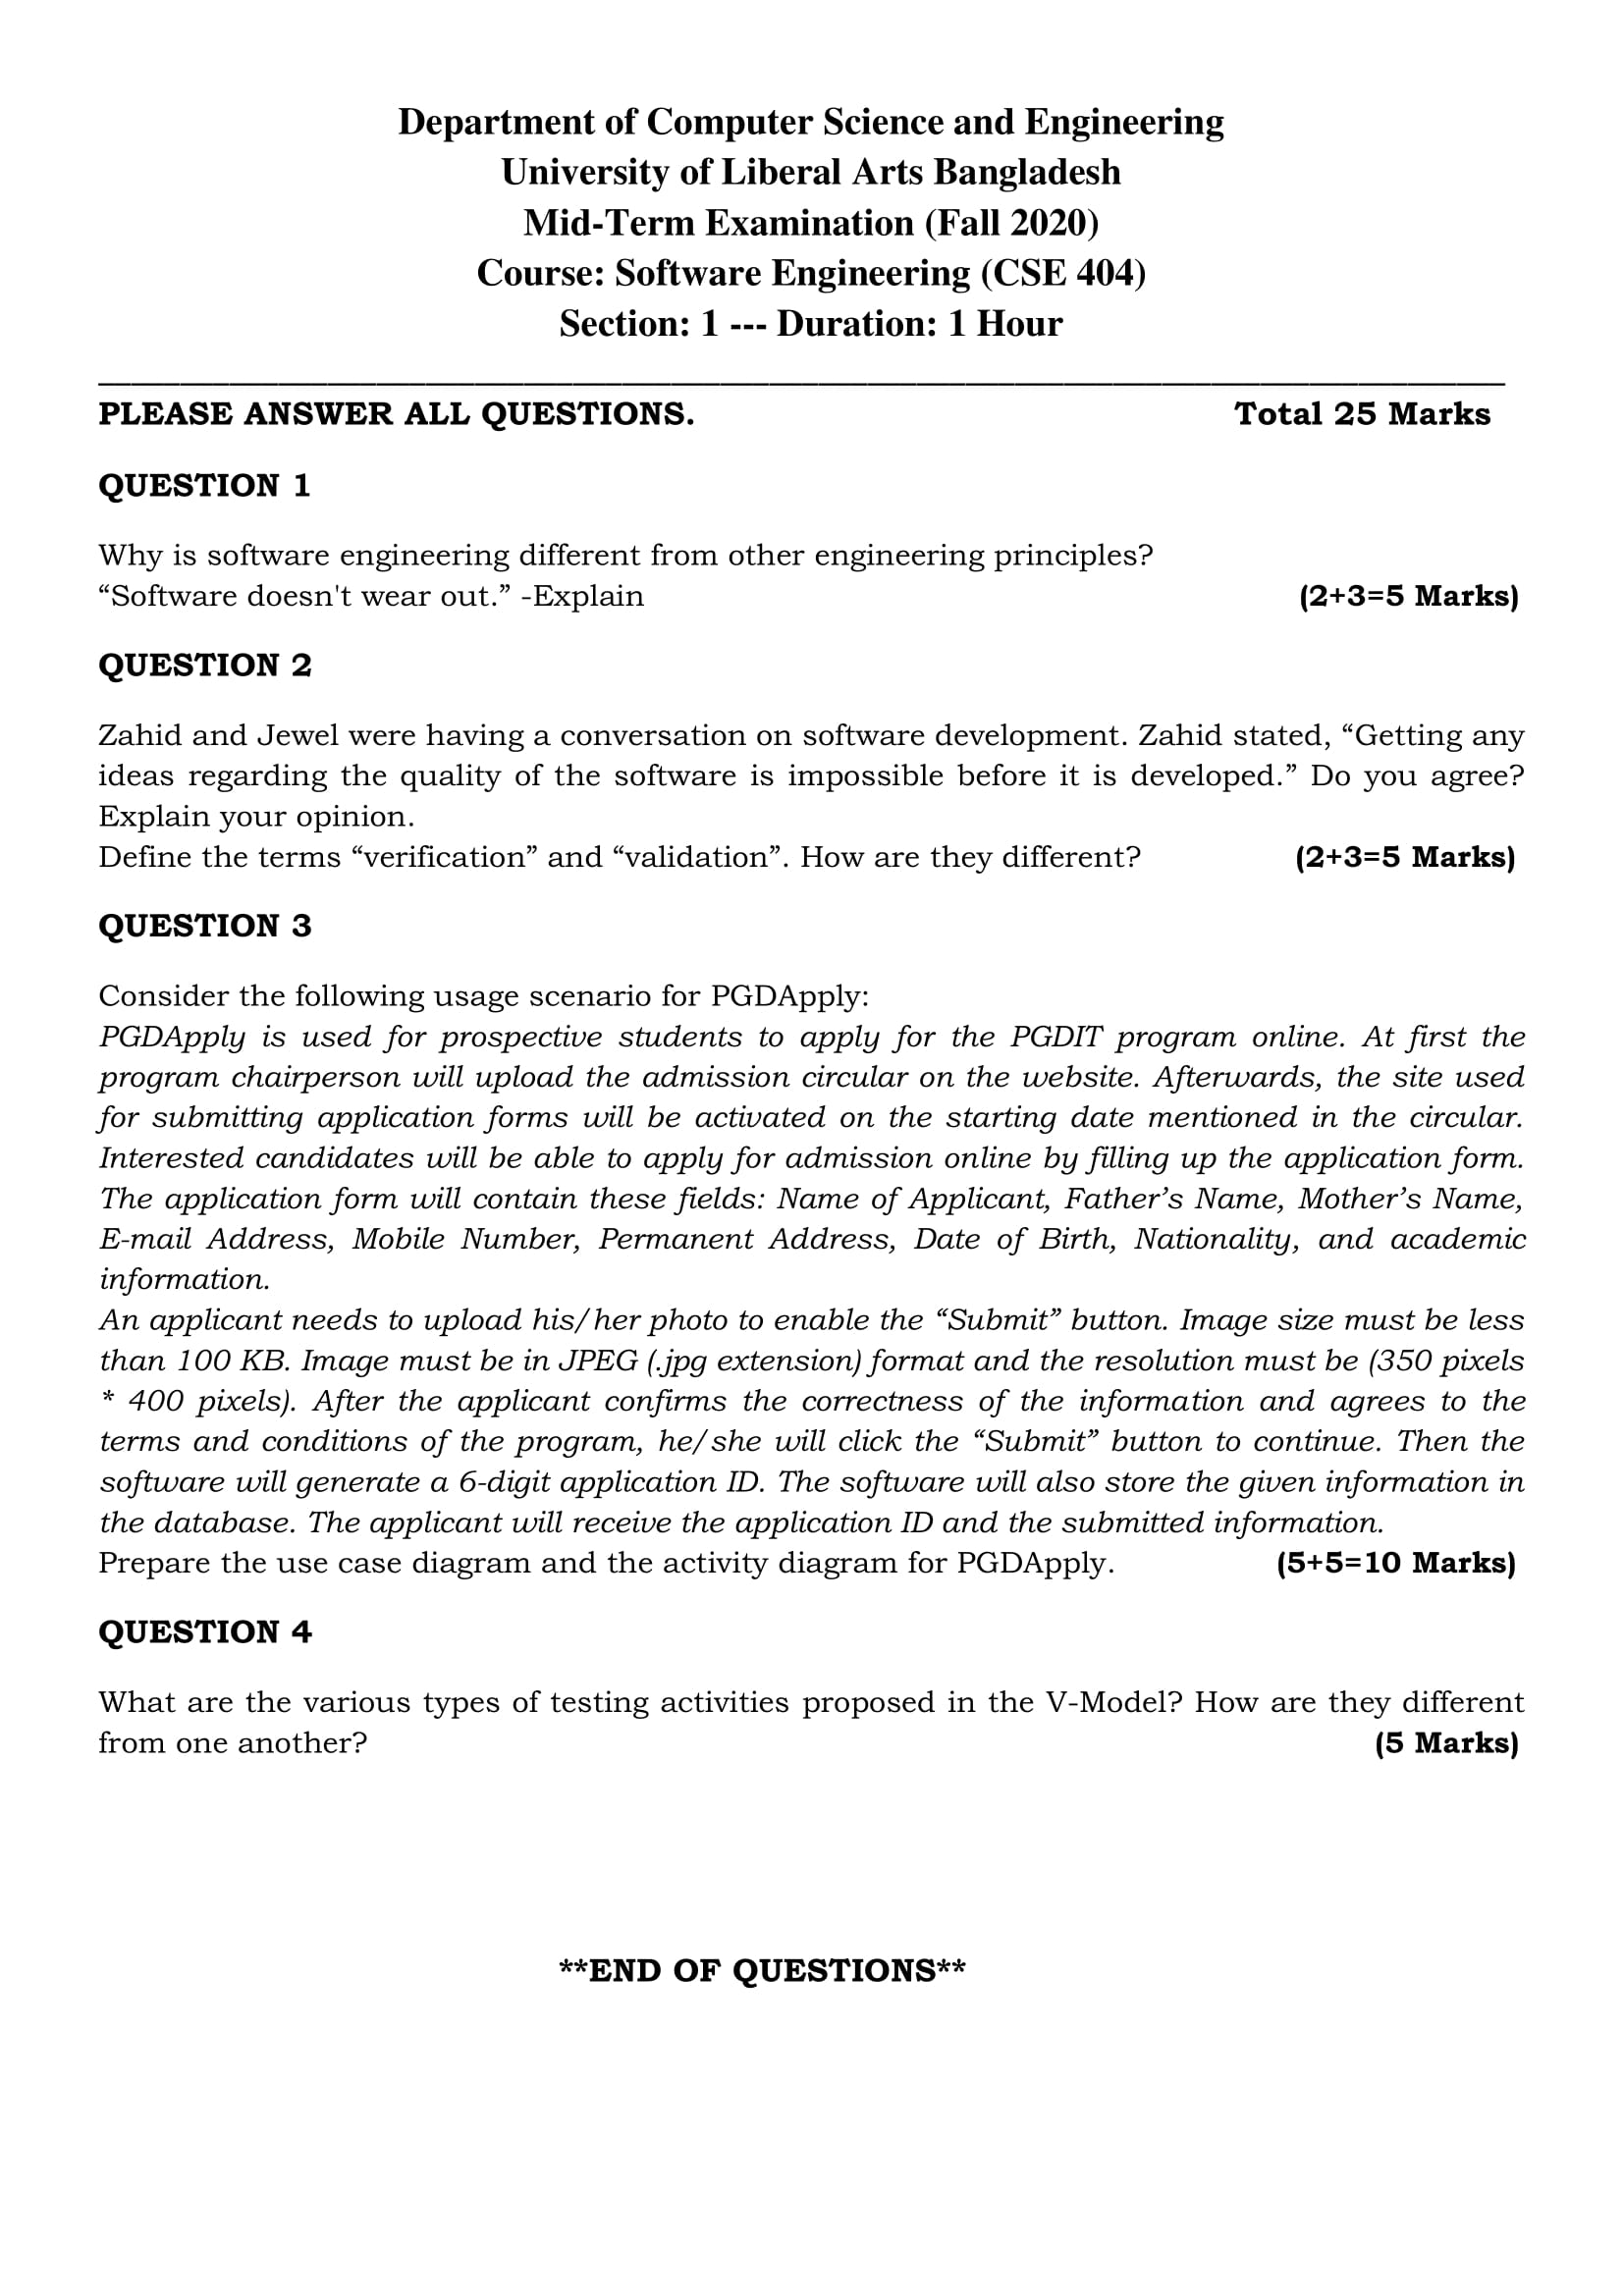 Department of Computer Science and Engineering
University of Liberal Arts Bangladesh
Mid-Term Examination (Fall 2020)
Course: Software Engineering (CSE 404)
Section: 1 --- Duration: 1 Hour
PLEASE ANSWER ALL QUESTIONS. Total 25 Marks
QUESTION 1
Why is software engineering different from other engineering principles?
“Software doesn't wear out.” -Explain (2+3=5 Marks)
QUESTION 2
Zahid and Jewel were having a conversation on software development. Zahid stated, “Getting any
ideas regarding the quality of the software is impossible before it is developed.” Do you agree?
Explain your opinion.
Define the terms “verification” and “validation”. How are they different? (2+3=5 Marks)
QUESTION 3
Consider the following usage scenario for PGDApply:
PGDApply is used for prospective students to apply for the PGDIT program online. At first the
program chairperson will upload the admission circular on the website. Afterwards, the site used
for submitting application forms will be activated on the starting date mentioned in the circular.
Interested candidates will be able to apply for admission online by filling up the application form.
The application form will contain these fields: Name of Applicant, Father’s Name, Mother’s Name,
E-mail Address, Mobile Number, Permanent Address, Date of Birth, Nationality, and academic
information.
An applicant needs to upload his/her photo to enable the “Submit” button. Image size must be less
than 100 KB. Image must be in JPEG (.jpg extension) format and the resolution must be (350 pixels
* 400 pixels). After the applicant confirms the correctness of the information and agrees to the
terms and conditions of the program, he/she will click the “Submit” button to continue. Then the
software will generate a 6-digit application ID. The software will also store the given information in
the database. The applicant will receive the application ID and the submitted information.
Prepare the use case diagram and the activity diagram for PGDApply. (5+5=10 Marks)
QUESTION 4
What are the various types of testing activities proposed in the V-Model? How are they different
from one another? (5 Marks)
**END OF QUESTIONS**